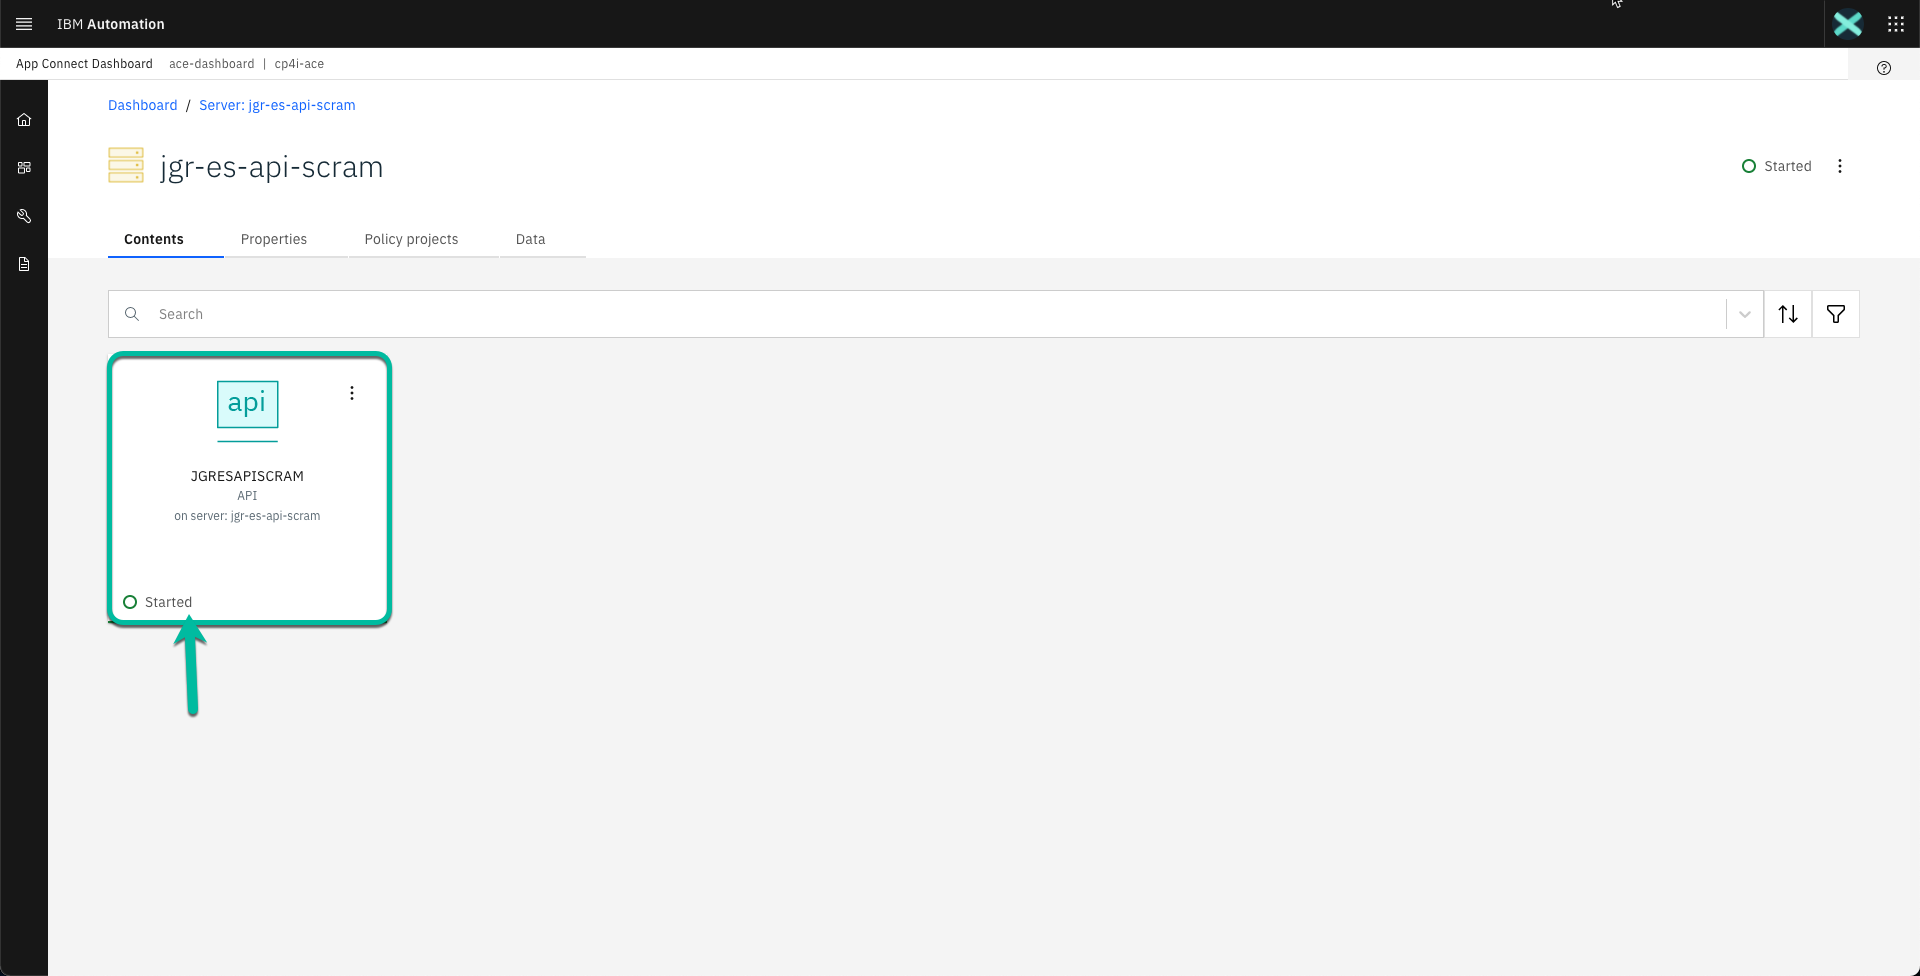 IBM Automation
App Connect Dashboard ace-dashboard | cp4i-ace
Dashboard / Server: jgr-es-api-scram
jgr-es-api-scram
Started
Contents Properties Policy projects Data
Search
api
JGRESAPISCRAM
API
on server: jgr-es-api-scram
Started